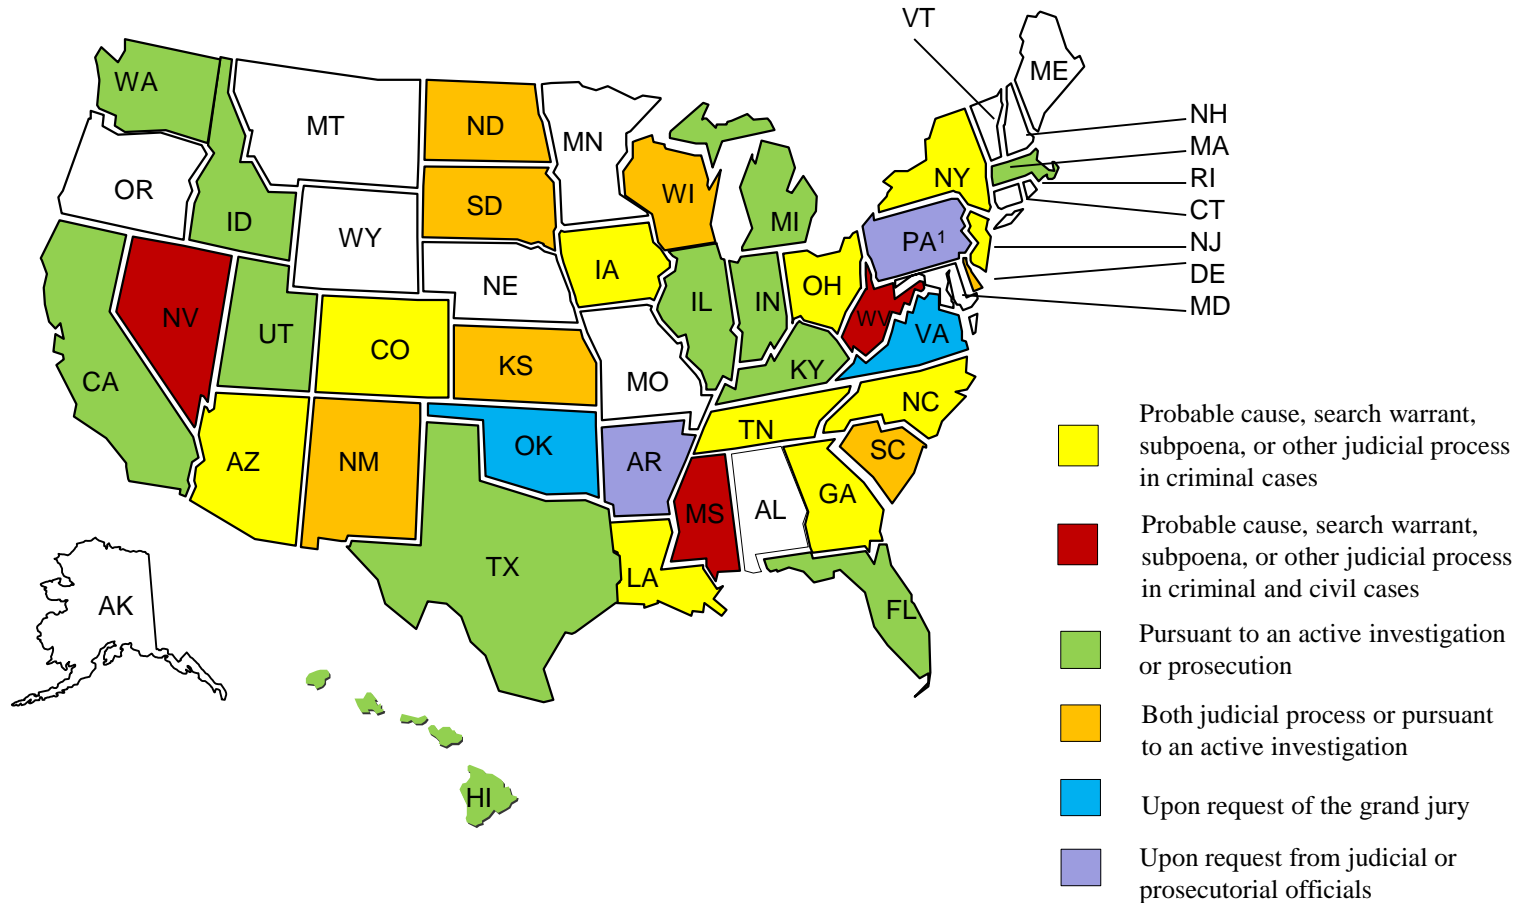 VT
ME
WA
MT
ND
MN
NH
MA
OR
ID
SD
WI
MI
NY
RI
CT
WY
IA
PA¹
NJ
NE
IL
IN
OH
DE
MD
NV
UT
CO
KS
MO
KY
WV
VA
CA
AZ
NM
OK
AR
TN
NC
SC
TX
LA
MS
AL
GA
FL
AK
HI
Probable cause, search warrant,
subpoena, or other judicial process
in criminal cases
Probable cause, search warrant,
subpoena, or other judicial process
in criminal and civil cases
Pursuant to an active investigation
or prosecution
Both judicial process or pursuant
to an active investigation
Upon request of the grand jury
Upon request from judicial or
prosecutorial officials